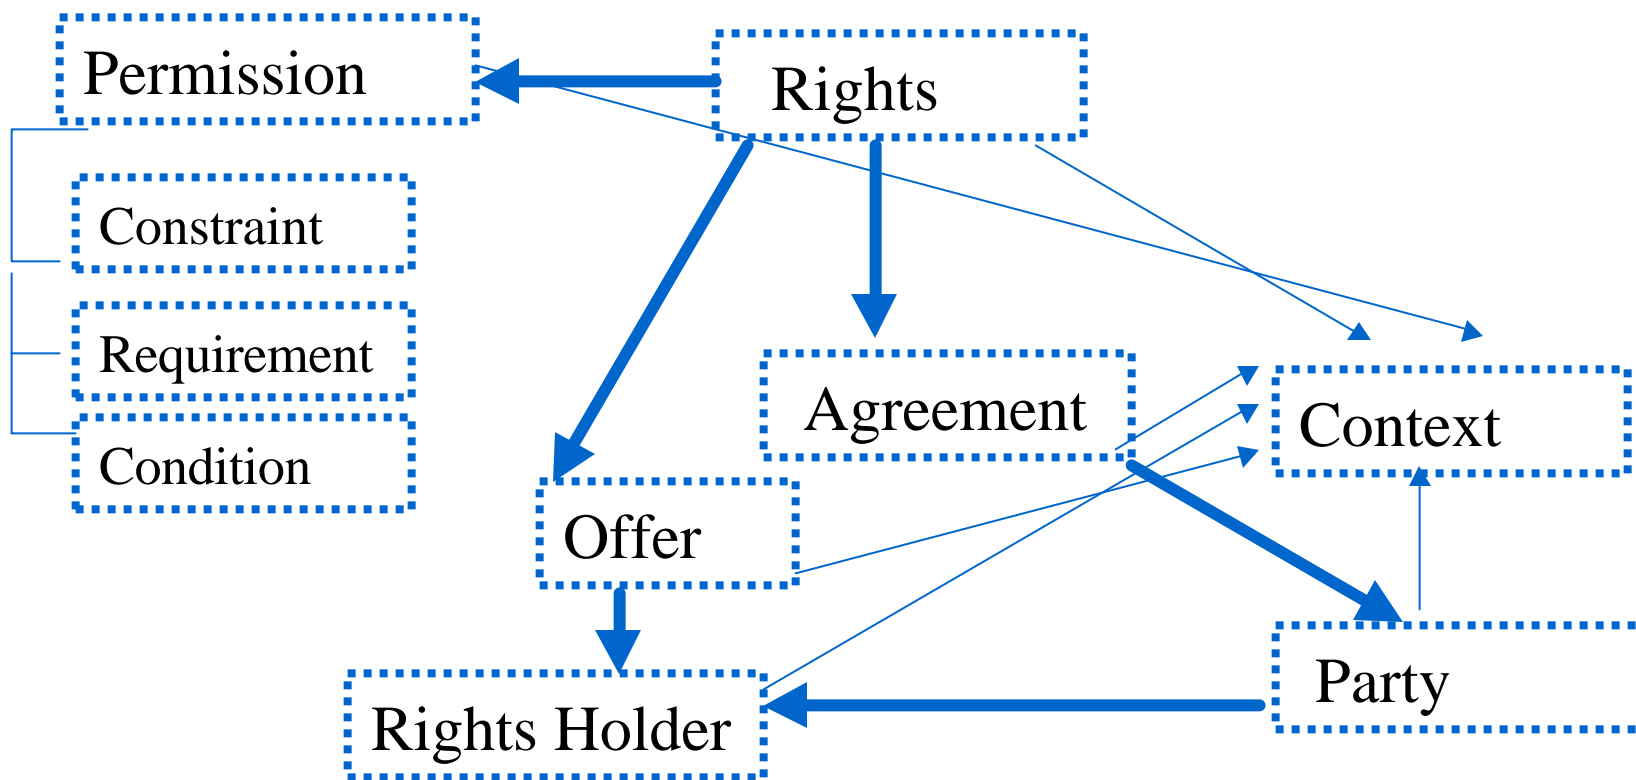 Permission
Rights
Constraint
Requirement
Agreement
Context
Condition
Offer
Party
Rights Holder